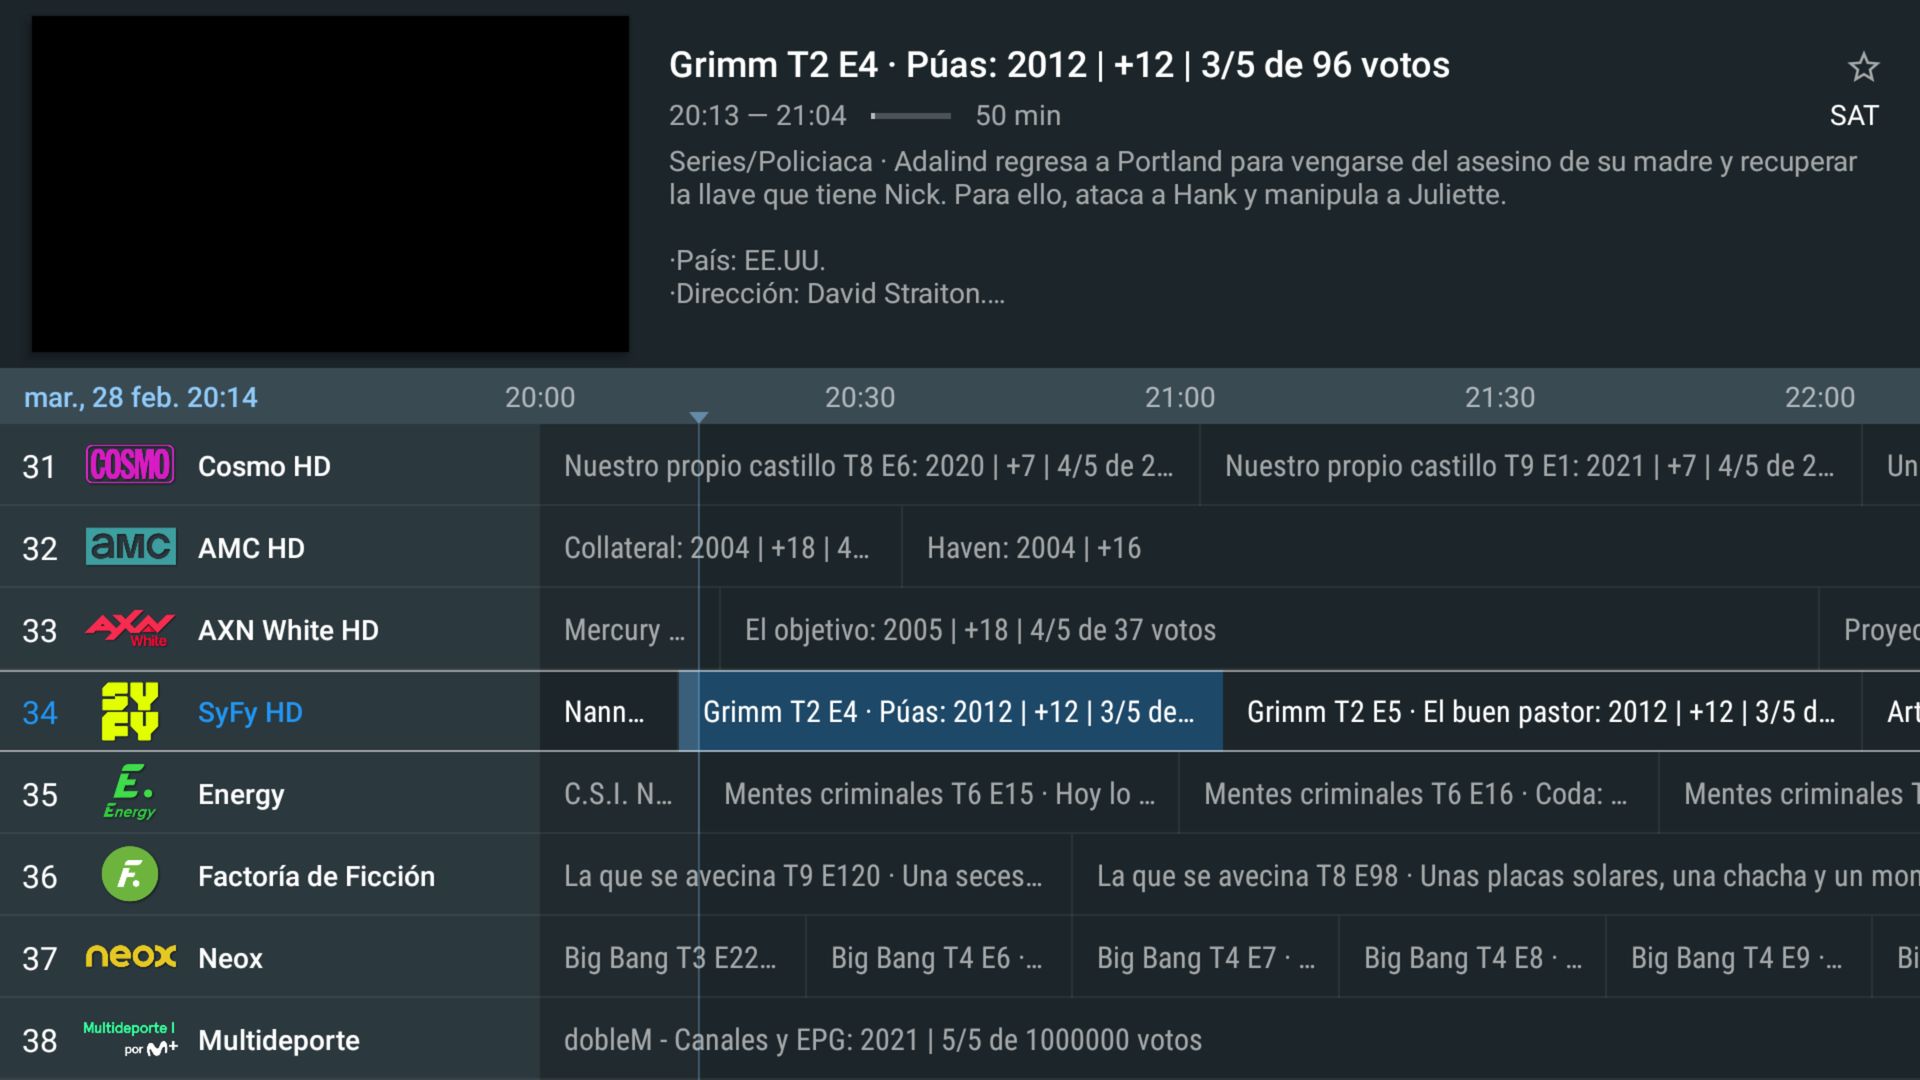 Grimm T2 E4 · Púas: 2012 | +12 | 3/5 de 96 votos
20:13 — 21:04 50 min SAT
Series/Policiaca · Adalind regresa a Portland para vengarse del asesino de su madre y recuperar
la llave que tiene Nick. Para ello, ataca a Hank y manipula a Juliette.
·País: EE.UU.
·Dirección: David Straiton....
mar., 28 feb. 20:14 20:00 20:30 21:00 21:30 22:00
31 COSMO Cosmo HD Nuestro propio castillo T8 E6: 2020 | +7 | 4/5 de 2... Nuestro propio castillo T9 E1: 2021 | +7 | 4/5 de 2... Un
32 aMC AMC HD Collateral: 2004 | +18 | 4... Haven: 2004 | +16
33 AXN White AXN White HD Mercury ... El objetivo: 2005 | +18 | 4/5 de 37 votos Proyec
34 SYFY SyFy HD Nann... Grimm T2 E4 · Púas: 2012 | +12 | 3/5 de... Grimm T2 E5 · El buen pastor: 2012 | +12 | 3/5 d... Art
35 E. Energy Energy C.S.I. N... Mentes criminales T6 E15 · Hoy lo ... Mentes criminales T6 E16 · Coda: ... Mentes criminales T
36 F. Factoría de Ficción La que se avecina T9 E120 · Una seces... La que se avecina T8 E98 · Unas placas solares, una chacha y un mon
37 neox Neox Big Bang T3 E22... Big Bang T4 E6 ·... Big Bang T4 E7 · ... Big Bang T4 E8 · ... Big Bang T4 E9 ·... Bi
38 Multideporte | por M+ Multideporte dobleM - Canales y EPG: 2021 | 5/5 de 1000000 votos